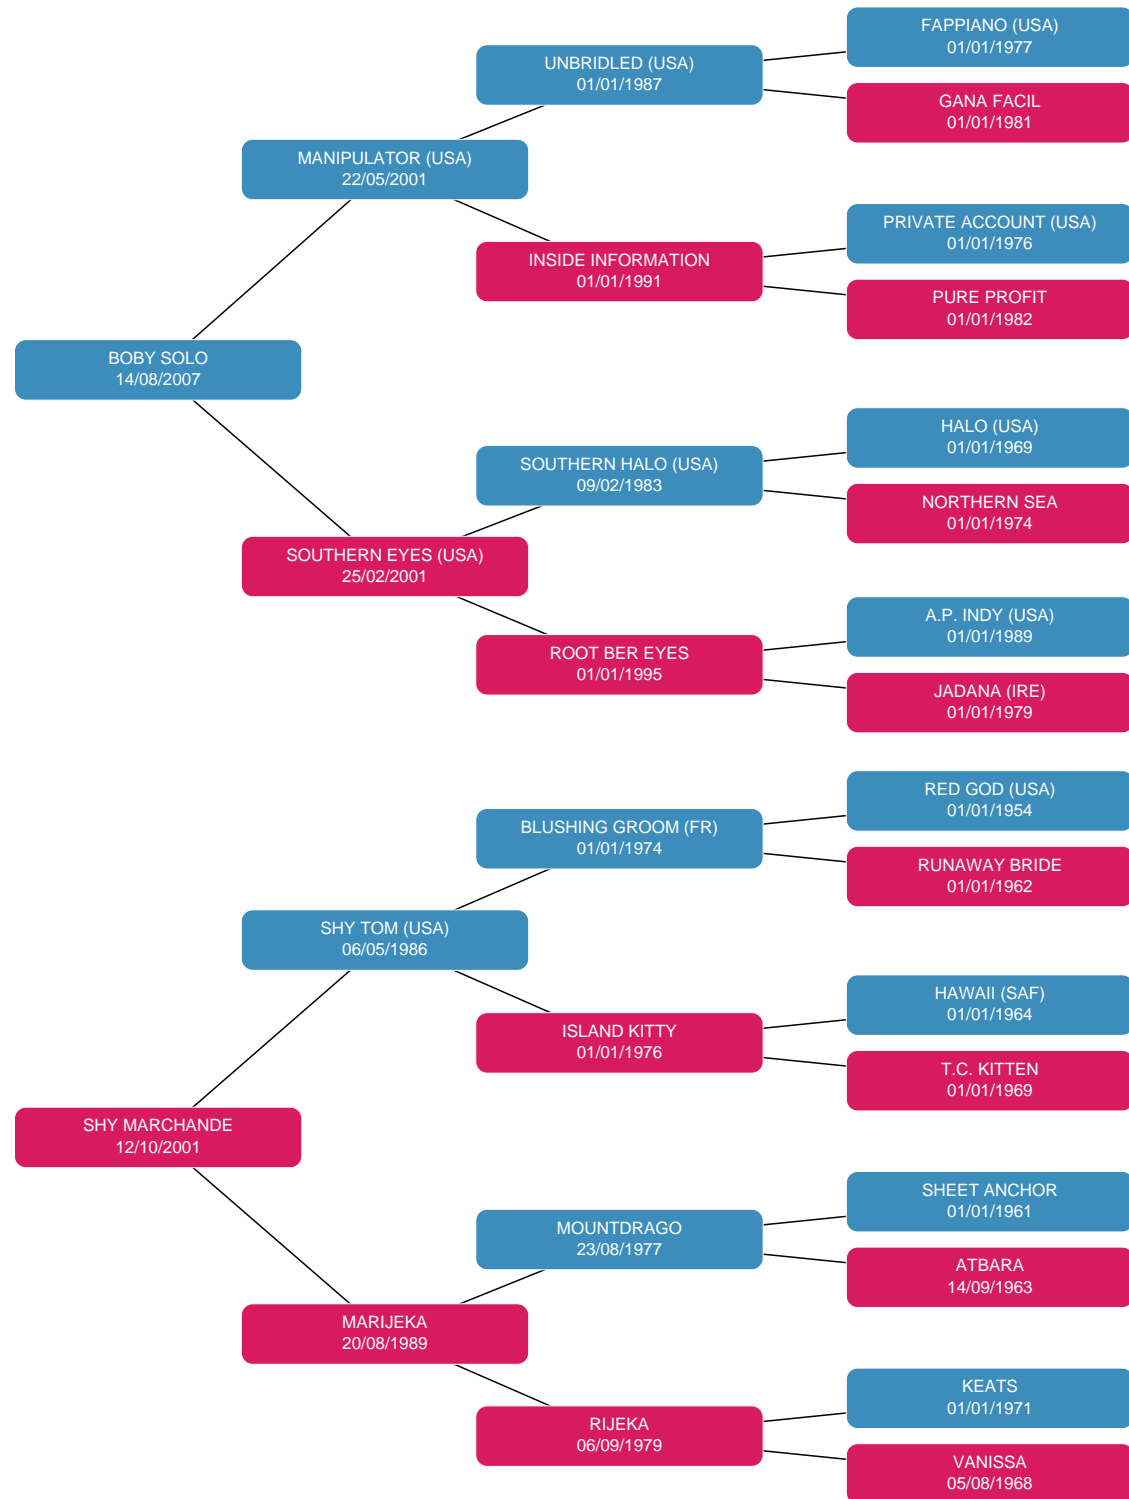 FAPPIANO (USA)
01/01/1977
UNBRIDLED (USA)
01/01/1987
GANA FACIL
01/01/1981
MANIPULATOR (USA)
22/05/2001
PRIVATE ACCOUNT (USA)
01/01/1976
INSIDE INFORMATION
01/01/1991
PURE PROFIT
01/01/1982
BOBY SOLO
14/08/2007
HALO (USA)
01/01/1969
SOUTHERN HALO (USA)
09/02/1983
NORTHERN SEA
01/01/1974
SOUTHERN EYES (USA)
25/02/2001
A.P. INDY (USA)
01/01/1989
ROOT BER EYES
01/01/1995
JADANA (IRE)
01/01/1979
RED GOD (USA)
01/01/1954
BLUSHING GROOM (FR)
01/01/1974
RUNAWAY BRIDE
01/01/1962
SHY TOM (USA)
06/05/1986
HAWAII (SAF)
01/01/1964
ISLAND KITTY
01/01/1976
T.C. KITTEN
01/01/1969
SHY MARCHANDE
12/10/2001
SHEET ANCHOR
01/01/1961
MOUNTDRAGO
23/08/1977
ATBARA
14/09/1963
MARIJEKA
20/08/1989
KEATS
01/01/1971
RIJEKA
06/09/1979
VANISSA
05/08/1968